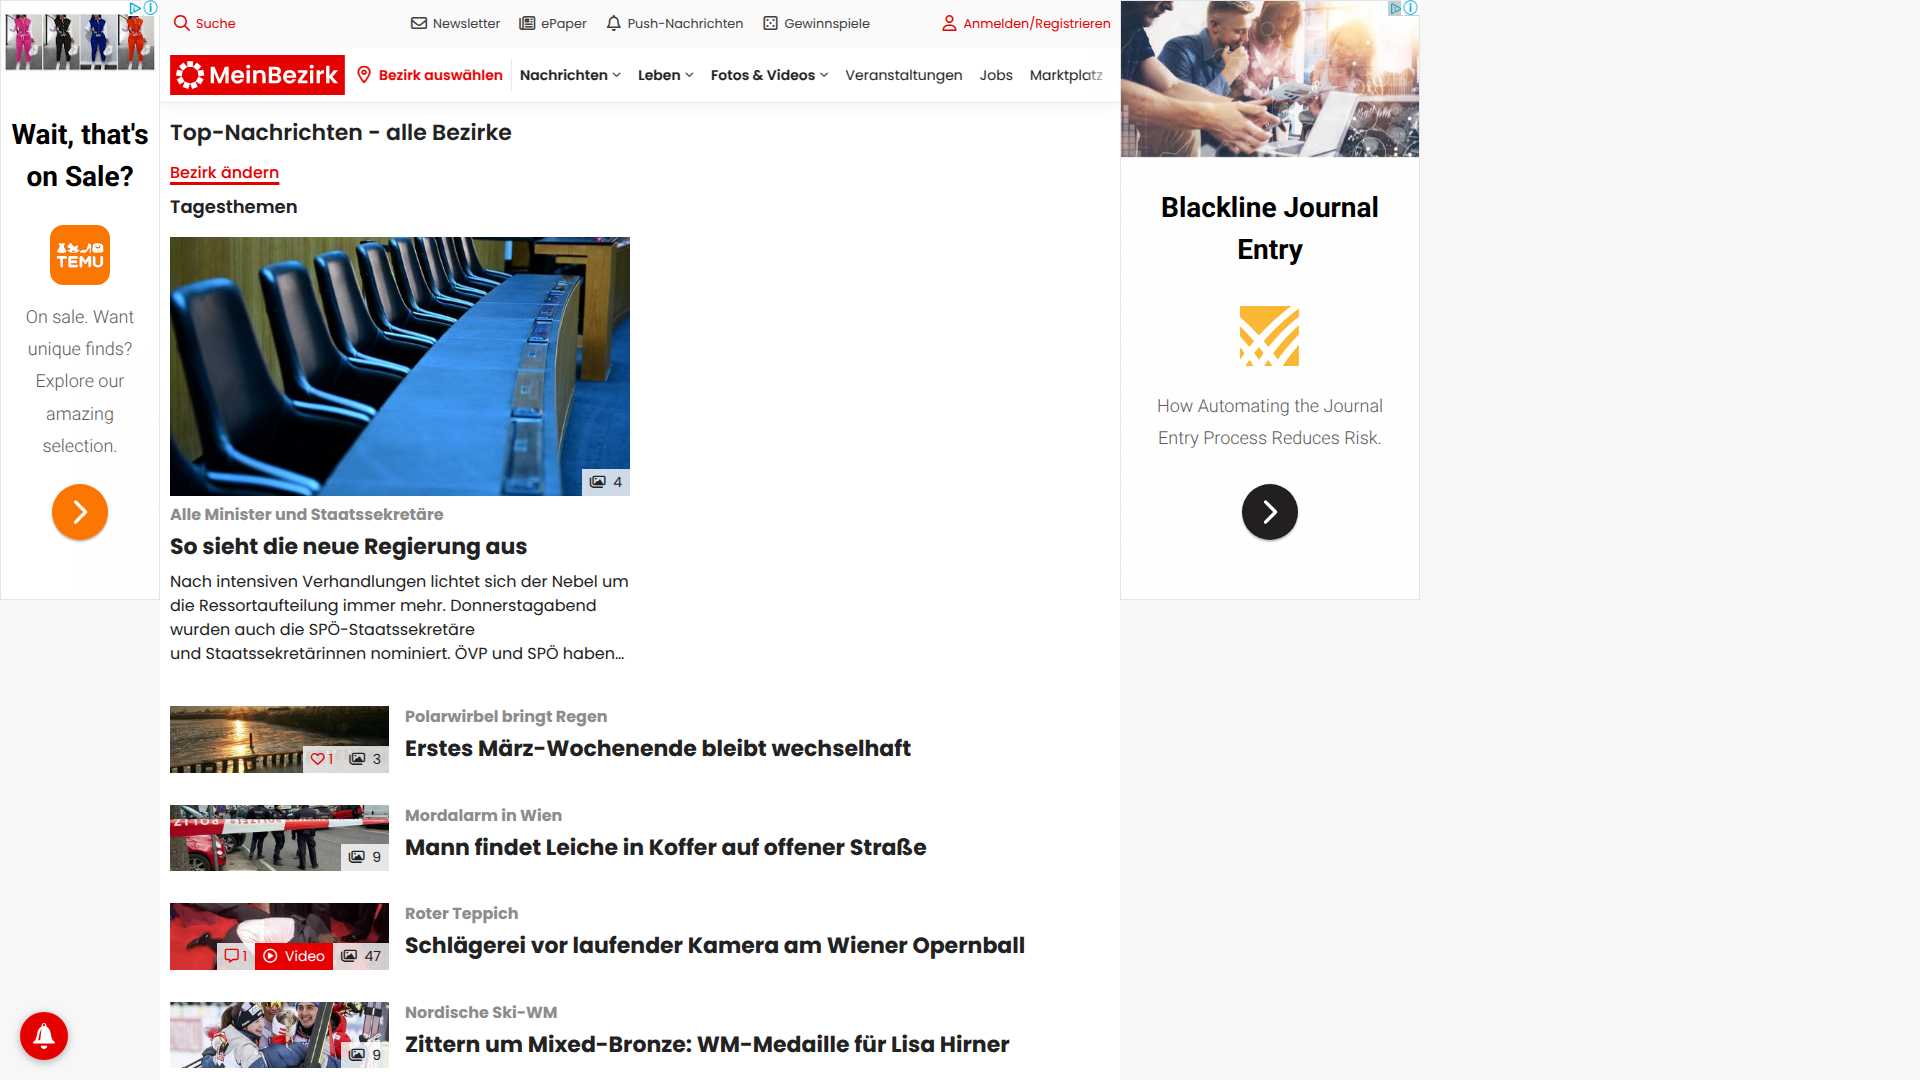 Suche
Newsletter
ePaper
Push-Nachrichten
Gewinnspiele
Anmelden/Registrieren
MeinBezirk
Bezirk auswählen
Nachrichten
Leben
Fotos & Videos
Veranstaltungen
Jobs
Marktplatz
Wait, that's
on Sale?
TEMU
On sale. Want
unique finds?
Explore our
amazing
selection.
Top-Nachrichten - alle Bezirke
Bezirk ändern
Tagesthemen
4
Alle Minister und Staatssekretäre
So sieht die neue Regierung aus
Nach intensiven Verhandlungen lichtet sich der Nebel um
die Ressortaufteilung immer mehr. Donnerstagabend
wurden auch die SPÖ-Staatssekretäre
und Staatssekretärinnen nominiert. ÖVP und SPÖ haben...
1
3
Polarwirbel bringt Regen
Erstes März-Wochenende bleibt wechselhaft
9
Mordalarm in Wien
Mann findet Leiche in Koffer auf offener Straße
1
Video
47
Roter Teppich
Schlägerei vor laufender Kamera am Wiener Opernball
9
Nordische Ski-WM
Zittern um Mixed-Bronze: WM-Medaille für Lisa Hirner
Blackline Journal
Entry
How Automating the Journal
Entry Process Reduces Risk.